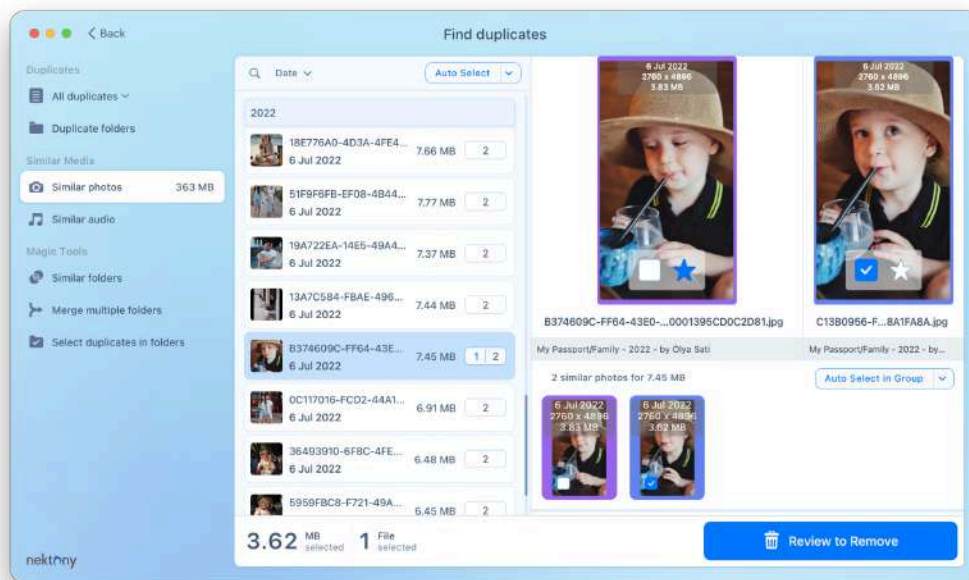 Back
Find duplicates
Duplicates
All duplicates
Duplicate folders
Similar Media
Similar photos 363 MB
Similar audio
Magic Tools
Similar folders
Merge multiple folders
Select duplicates in folders
nektony
Date
Auto Select
2022
18E776A0-4D3A-4FE4...
6 Jul 2022
7.66 MB 2
51F9F6FB-EF08-4B44...
6 Jul 2022
7.77 MB 2
19A722EA-14E5-49A4...
6 Jul 2022
7.37 MB 2
13A7C584-FBAE-496...
6 Jul 2022
7.44 MB 2
B374609C-FF64-43E...
6 Jul 2022
7.45 MB 1 2
0C117016-FCD2-44A1...
6 Jul 2022
6.91 MB 2
36493910-6F8C-4FE...
6 Jul 2022
6.48 MB 2
5959FBC8-F721-49A...
6.45 MB 2
6 Jul 2022
2760 x 4896
3.83 MB
6 Jul 2022
2760 x 4896
3.62 MB
B374609C-FF64-43E0-...0001395CD0C2D81.jpg
C13B0956-F...8A1FA8A.jpg
My Passport/Family - 2022 - by Olya Sati
My Passport/Family - 2022 - by...
2 similar photos for 7.45 MB
Auto Select in Group
6 Jul 2022
2760 x 4896
3.83 MB
6 Jul 2022
2760 x 4896
3.62 MB
3.62 MB selected
1 File selected
Review to Remove